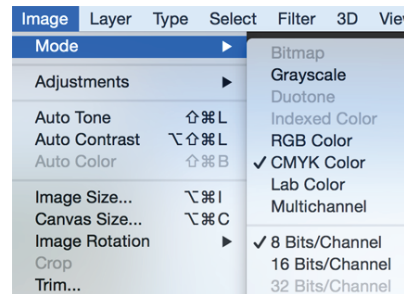 Image Layer Type Select Filter 3D Vie
Mode ▶
Adjustments ▶
Auto Tone ⇧⌘L
Auto Contrast ⌥⇧⌘L
Auto Color ⇧⌘B
Image Size... ⌥⌘I
Canvas Size... ⌥⌘C
Image Rotation ▶
Crop
Trim...
Bitmap
Grayscale
Duotone
Indexed Color
RGB Color
✓ CMYK Color
Lab Color
Multichannel
✓ 8 Bits/Channel
16 Bits/Channel
32 Bits/Channel